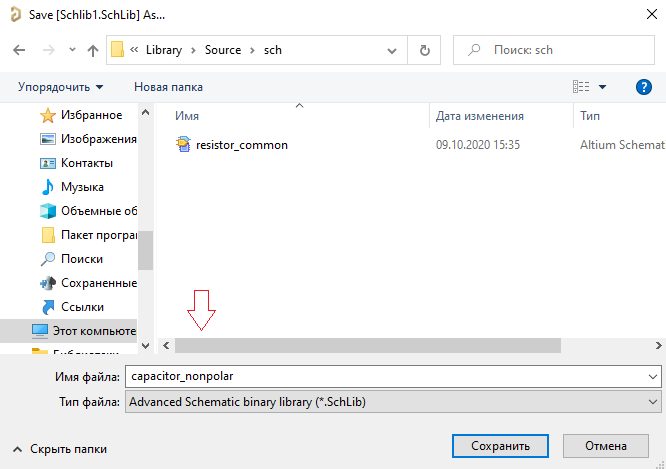 Save [Schlib1.SchLib] As...
« Library > Source > sch
Поиск: sch
Упорядочить Новая папка
Имя Дата изменения Тип
resistor_common 09.10.2020 15:35 Altium Schemat
Избранное
Изображения
Контакты
Музыка
Объемные об
Пакет програм
Поиски
Сохраненные
Ссылки
Этот компьюте
Библиотеки
Имя файла: capacitor_nonpolar
Тип файла: Advanced Schematic binary library (*.SchLib)
Скрыть папки Сохранить Отмена